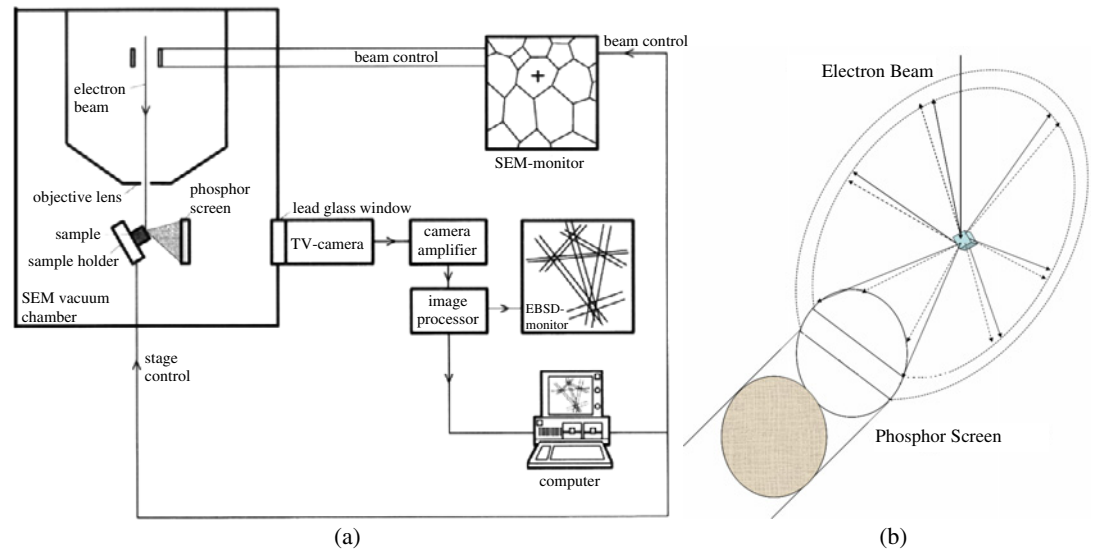 beam control
beam control
electron
beam
SEM-monitor
objective lens
phosphor
screen
lead glass window
sample
sample holder
TV-camera
camera
amplifier
SEM vacuum
chamber
image
processor
EBSD-
monitor
stage
control
computer
(a)
Electron Beam
Phosphor Screen
(b)